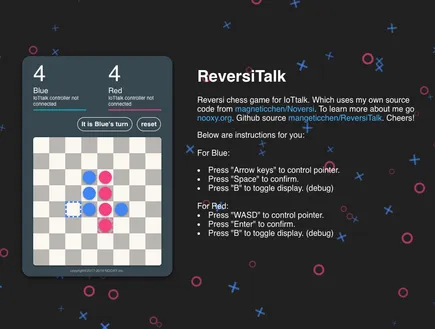 4
4
Blue
Red
IoTtalk controller not
connected
IoTtalk controller not
connected
It is Blue's turn
reset
ReversiTalk
Reversi chess game for IoTtalk. Which uses my own source
code from magneticchen/Noversi. To learn more about me go
nooxy.org. Github source mangeticchen/ReversiTalk. Cheers!
Below are instructions for you:
For Blue:
• Press "Arrow keys" to control pointer.
• Press "Space" to confirm.
• Press "B" to toggle display. (debug)
For Red:
• Press "WASD" to control pointer.
• Press "Enter" to confirm.
• Press "B" to toggle display. (debug)